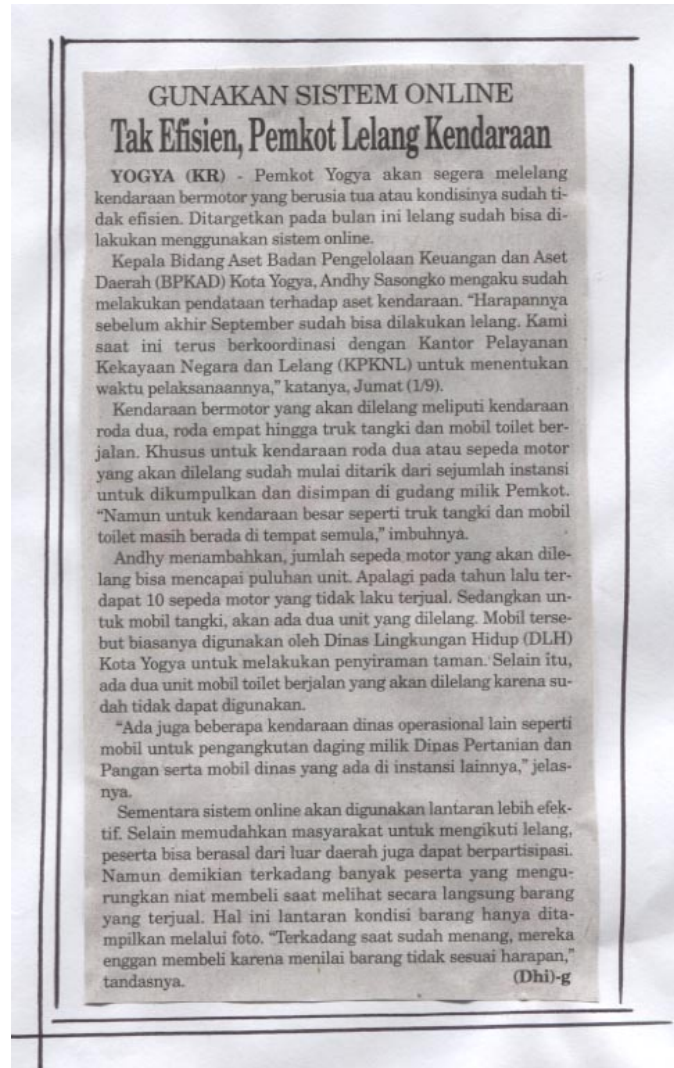 GUNAKAN SISTEM ONLINE
Tak Efisien, Pemkot Lelang Kendaraan
YOGYA (KR) - Pemkot Yogya akan segera melelang
kendaraan bermotor yang berusia tua atau kondisinya sudah ti-
dak efisien. Ditargetkan pada bulan ini lelang sudah bisa di-
lakukan menggunakan sistem online.
Kepala Bidang Aset Badan Pengelolaan Keuangan dan Aset
Daerah (BPKAD) Kota Yogya, Andhy Sasongko mengaku sudah
melakukan pendataan terhadap aset kendaraan. “Harapannya
sebelum akhir September sudah bisa dilakukan lelang. Kami
saat ini terus berkoordinasi dengan Kantor Pelayanan
Kekayaan Negara dan Lelang (KPKNL) untuk menentukan
waktu pelaksanaannya,” katanya, Jumat (1/9).
Kendaraan bermotor yang akan dilelang meliputi kendaraan
roda dua, roda empat hingga truk tangki dan mobil toilet ber-
jalan. Khusus untuk kendaraan roda dua atau sepeda motor
yang akan dilelang sudah mulai ditarik dari sejumlah instansi
untuk dikumpulkan dan disimpan di gudang milik Pemkot.
“Namun untuk kendaraan besar seperti truk tangki dan mobil
toilet masih berada di tempat semula,” imbuhnya.
Andhy menambahkan, jumlah sepeda motor yang akan dile-
lang bisa mencapai puluhan unit. Apalagi pada tahun lalu ter-
dapat 10 sepeda motor yang tidak laku terjual. Sedangkan un-
tuk mobil tangki, akan ada dua unit yang dilelang. Mobil terse-
but biasanya digunakan oleh Dinas Lingkungan Hidup (DLH)
Kota Yogya untuk melakukan penyiraman taman. Selain itu,
ada dua unit mobil toilet berjalan yang akan dilelang karena su-
dah tidak dapat digunakan.
“Ada juga beberapa kendaraan dinas operasional lain seperti
mobil untuk pengangkutan daging milik Dinas Pertanian dan
Pangan serta mobil dinas yang ada di instansi lainnya,” jelas-
nya.
Sementara sistem online akan digunakan lantaran lebih efek-
tif. Selain memudahkan masyarakat untuk mengikuti lelang,
peserta bisa berasal dari luar daerah juga dapat berpartisipasi.
Namun demikian terkadang banyak peserta yang mengu-
rungkan niat membeli saat melihat secara langsung barang
yang terjual. Hal ini lantaran kondisi barang hanya dita-
mpilkan melalui foto. “Terkadang saat sudah menang, mereka
enggan membeli karena menilai barang tidak sesuai harapan,”
tandasnya. (Dhi)-g